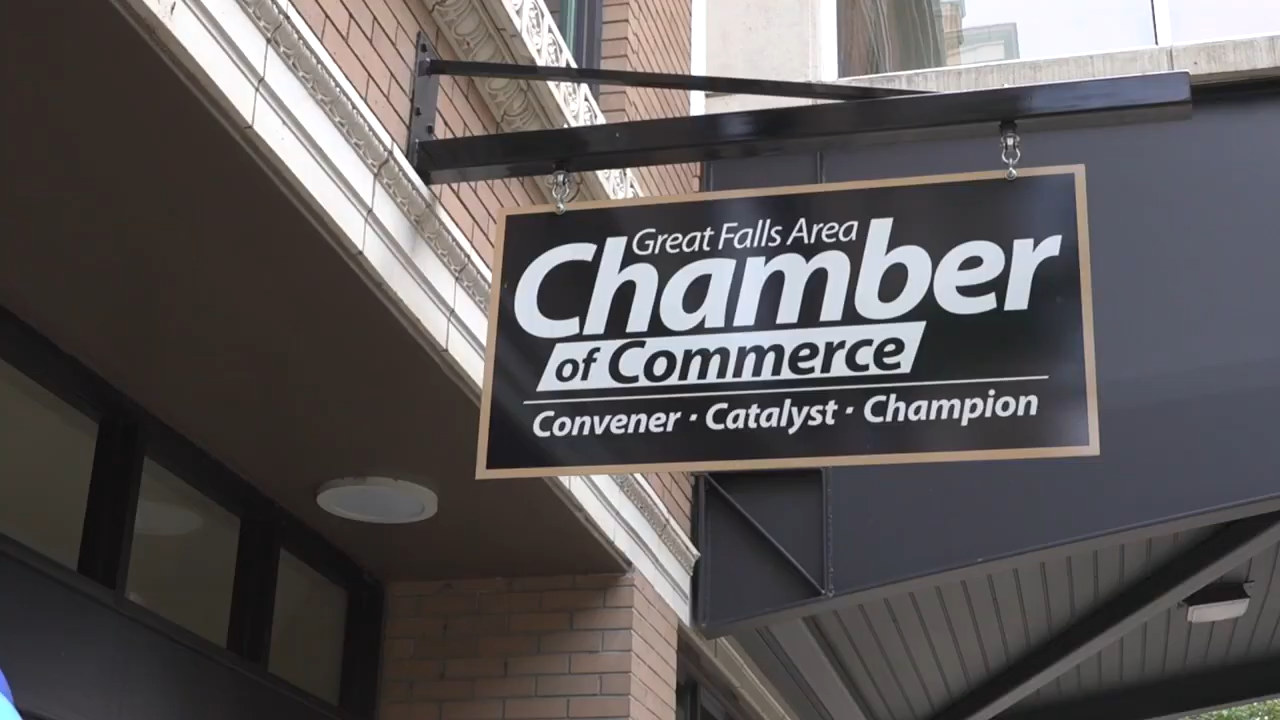 Great Falls Area
Chamber
of Commerce
Convener · Catalyst · Champion